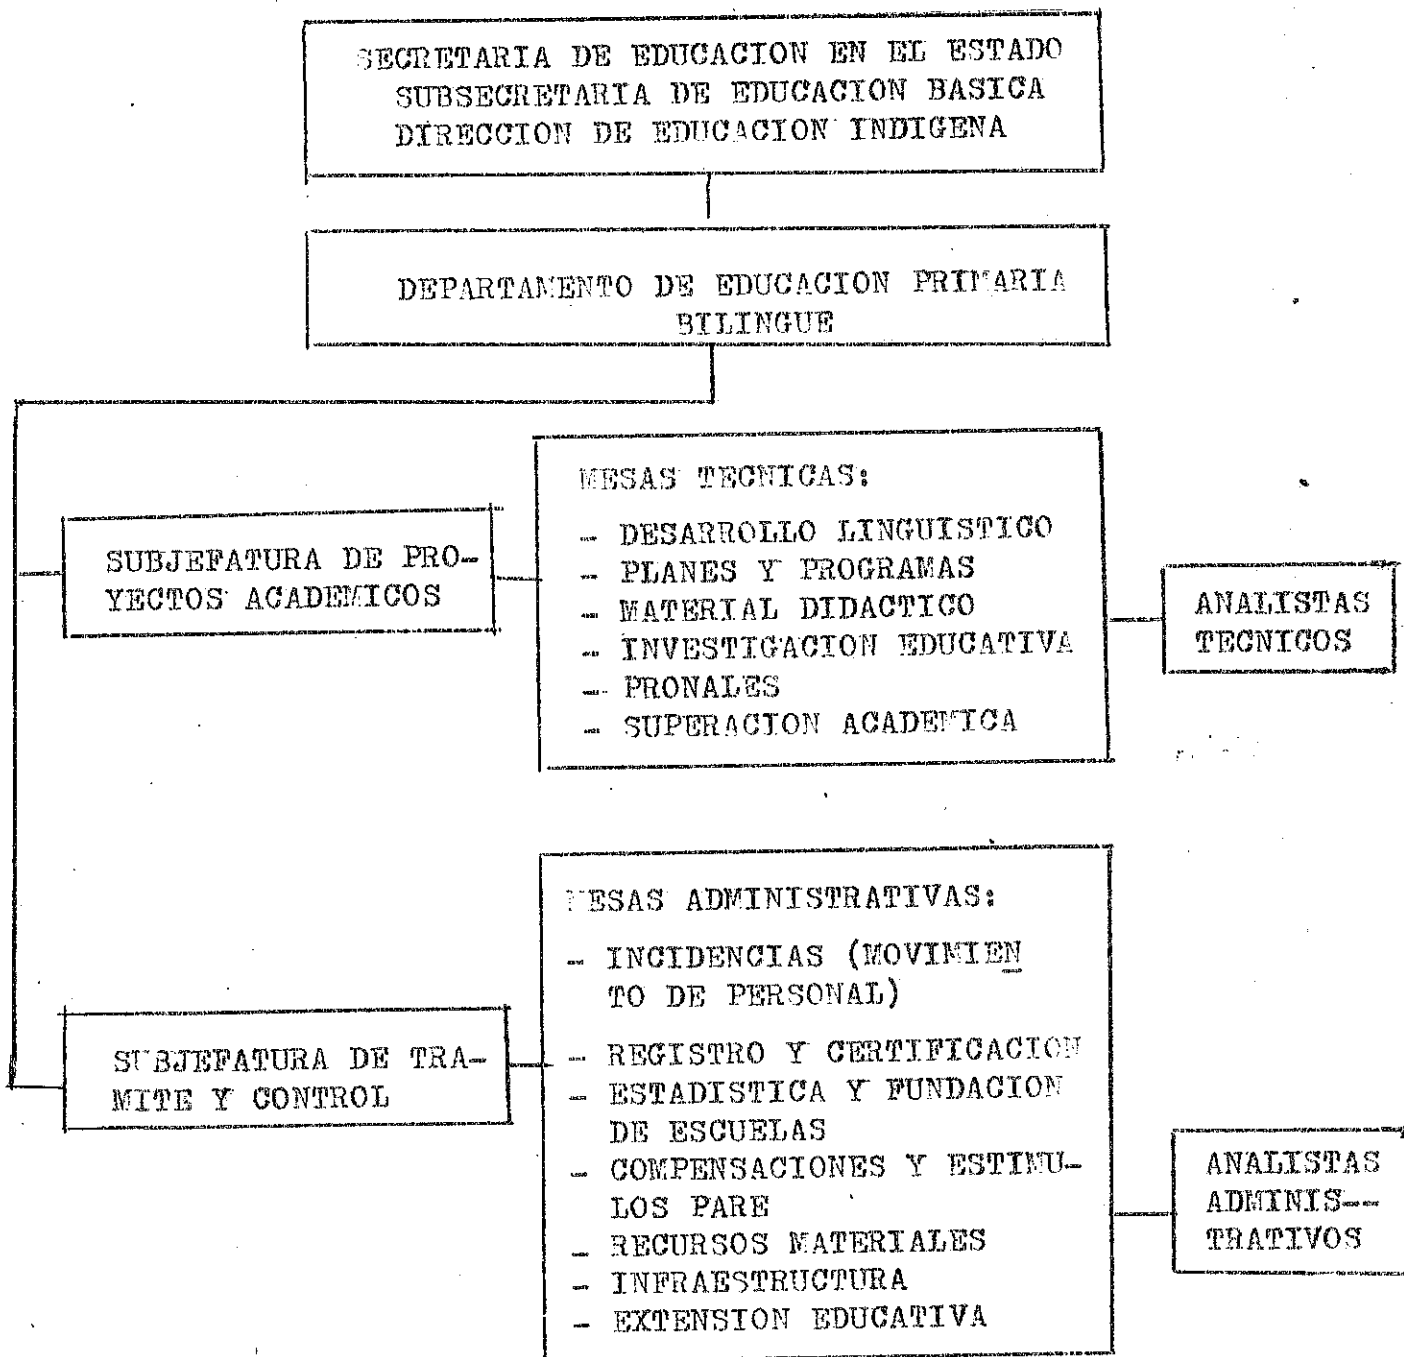 SECRETARIA DE EDUCACION EN EL ESTADO
SUBSECRETARIA DE EDUCACION BASICA
DIRECCION DE EDUCACION INDIGENA
DEPARTAMENTO DE EDUCACION PRIMARIA
BILINGUE
SUBJEFATURA DE PRO-
YECTOS ACADEMICOS
MESAS TECNICAS:
- DESARROLLO LINGUISTICO
- PLANES Y PROGRAMAS
- MATERIAL DIDACTICO
- INVESTIGACION EDUCATIVA
- PRONALES
- SUPERACION ACADEMICA
ANALISTAS
TECNICOS
SUBJEFATURA DE TRA-
MITE Y CONTROL
MESAS ADMINISTRATIVAS:
- INCIDENCIAS (MOVIMIEN
TO DE PERSONAL)
- REGISTRO Y CERTIFICACION
- ESTADISTICA Y FUNDACION
DE ESCUELAS
- COMPENSACIONES Y ESTIMU-
LOS PARE
- RECURSOS MATERIALES
- INFRAESTRUCTURA
- EXTENSION EDUCATIVA
ANALISTAS
ADMINIS--
TRATIVOS